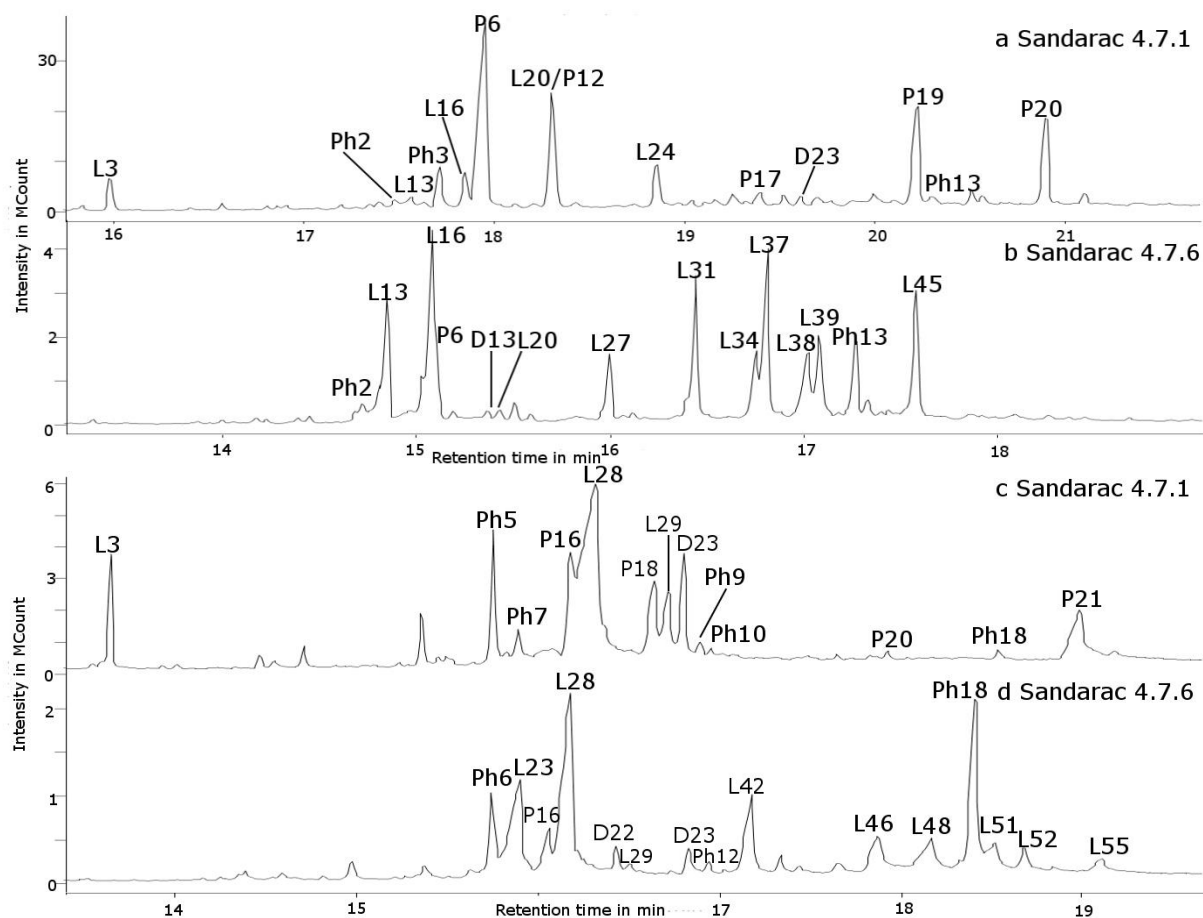 a Sandarac 4.7.1
Intensity in MCount
30
0
L3
Ph2
L13
Ph3
L16
P6
L20/P12
L24
P17
D23
P19
Ph13
P20
16 17 18 19 20 21
b Sandarac 4.7.6
4
2
0
Ph2
L13
L16
P6
D13
L20
L27
L31
L34
L37
L38
L39
Ph13
L45
14 15 16 17 18
Retention time in min
c Sandarac 4.7.1
Intensity in MCount
6
3
0
L3
Ph5
Ph7
P16
L28
P18
L29
D23
Ph9
Ph10
P20
Ph18
P21
d Sandarac 4.7.6
2
1
0
Ph6
L23
P16
L28
D22
L29
D23
Ph12
L42
L46
L48
Ph18
L51
L52
L55
14 15 17 18 19
Retention time in min